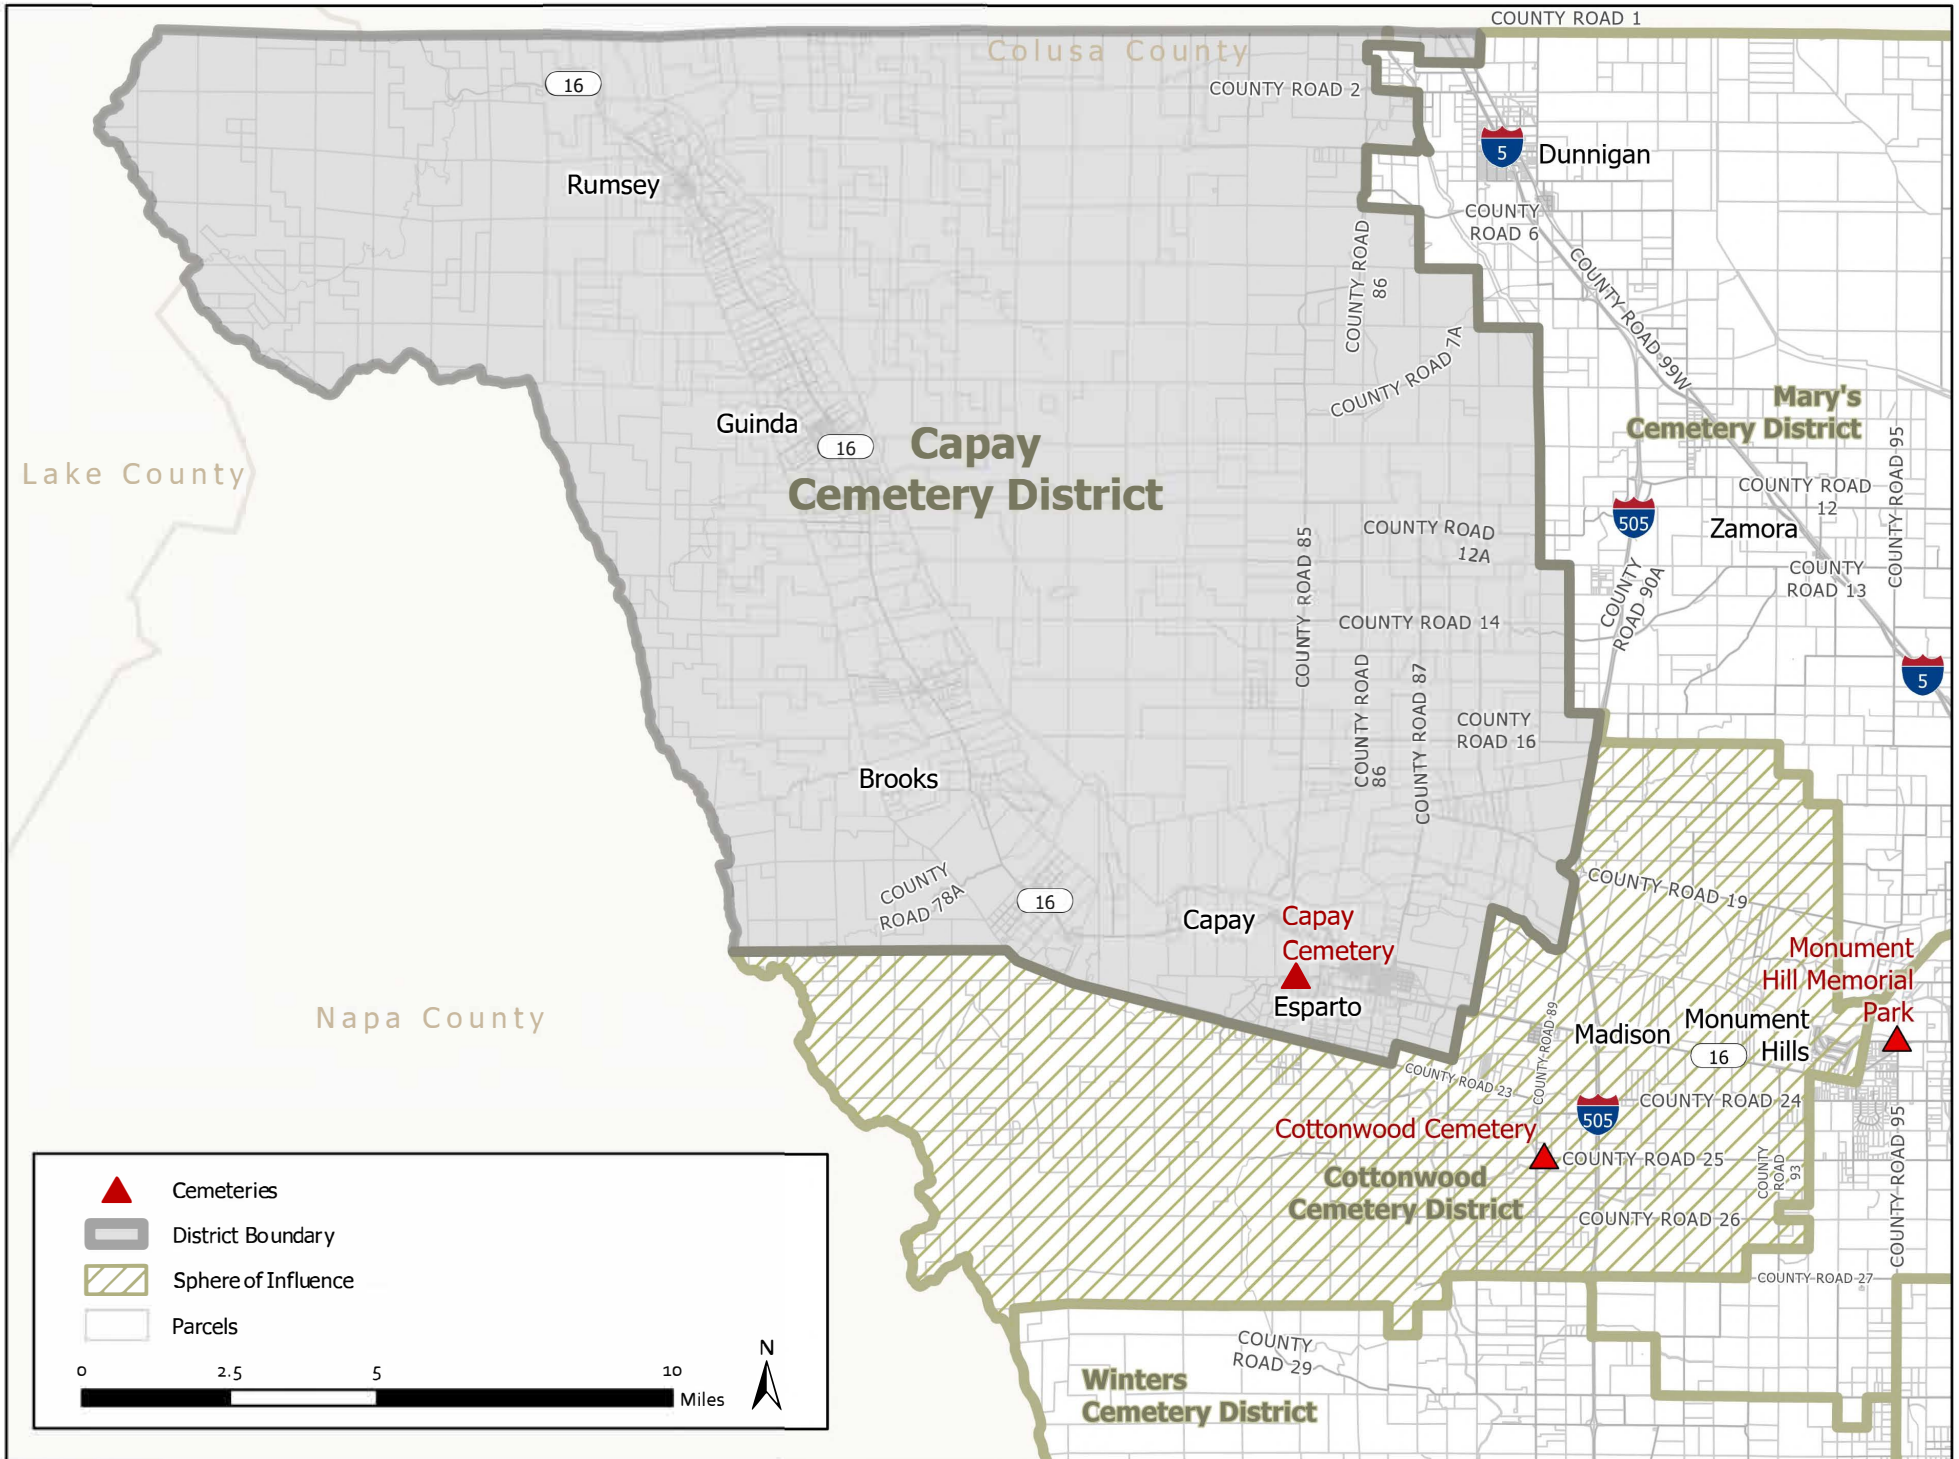 COUNTY ROAD 1
Colusa County
16
COUNTY ROAD 2
5
Dunnigan
Rumsey
COUNTY
ROAD 6
COUNTY ROAD
86
COUNTY ROAD 99W
COUNTY ROAD 7A
Mary's
Cemetery District
Guinda
16
Capay
Cemetery District
COUNTY ROAD 95
Lake County
COUNTY ROAD
12
505
Zamora
COUNTY ROAD
12A
COUNTY ROAD 85
COUNTY
ROAD 13
COUNTY
ROAD 90A
COUNTY ROAD 14
5
COUNTY ROAD
86
COUNTY ROAD 87
COUNTY
ROAD 16
Brooks
COUNTY
ROAD 78A
16
COUNTY ROAD 19
Capay
Capay
Cemetery
Esparto
Monument
Hill Memorial
Park
Napa County
COUNTY ROAD 89
Madison
Monument
Hills
16
COUNTY ROAD 23
505
COUNTY ROAD 24
Cottonwood Cemetery
COUNTY ROAD 25
COUNTY
ROAD
93
COUNTY ROAD 95
Cottonwood
Cemetery District
COUNTY ROAD 26
COUNTY ROAD 27
COUNTY
ROAD 29
Winters
Cemetery District
Cemeteries
District Boundary
Sphere of Influence
Parcels
N
0 2.5 5 10
Miles